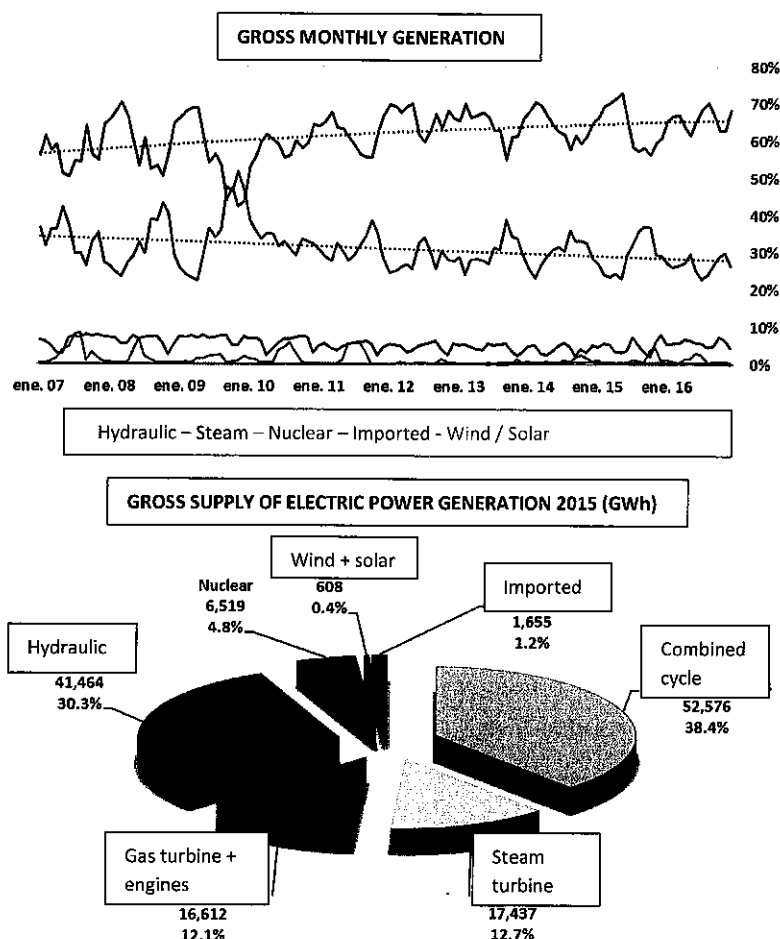 GROSS MONTHLY GENERATION
80%
70%
60%
50%
40%
30%
20%
10%
0%
ene. 07 ene. 08 ene. 09 ene. 10 ene. 11 ene. 12 ene. 13 ene. 14 ene. 15 ene. 16
Hydraulic – Steam – Nuclear – Imported - Wind / Solar
GROSS SUPPLY OF ELECTRIC POWER GENERATION 2015 (GWh)
Wind + solar
608
0.4%
Nuclear
6,519
4.8%
Imported
1,655
1.2%
Hydraulic
41,464
30.3%
Combined
cycle
52,576
38.4%
Gas turbine +
engines
16,612
12.1%
Steam
turbine
17,437
12.7%